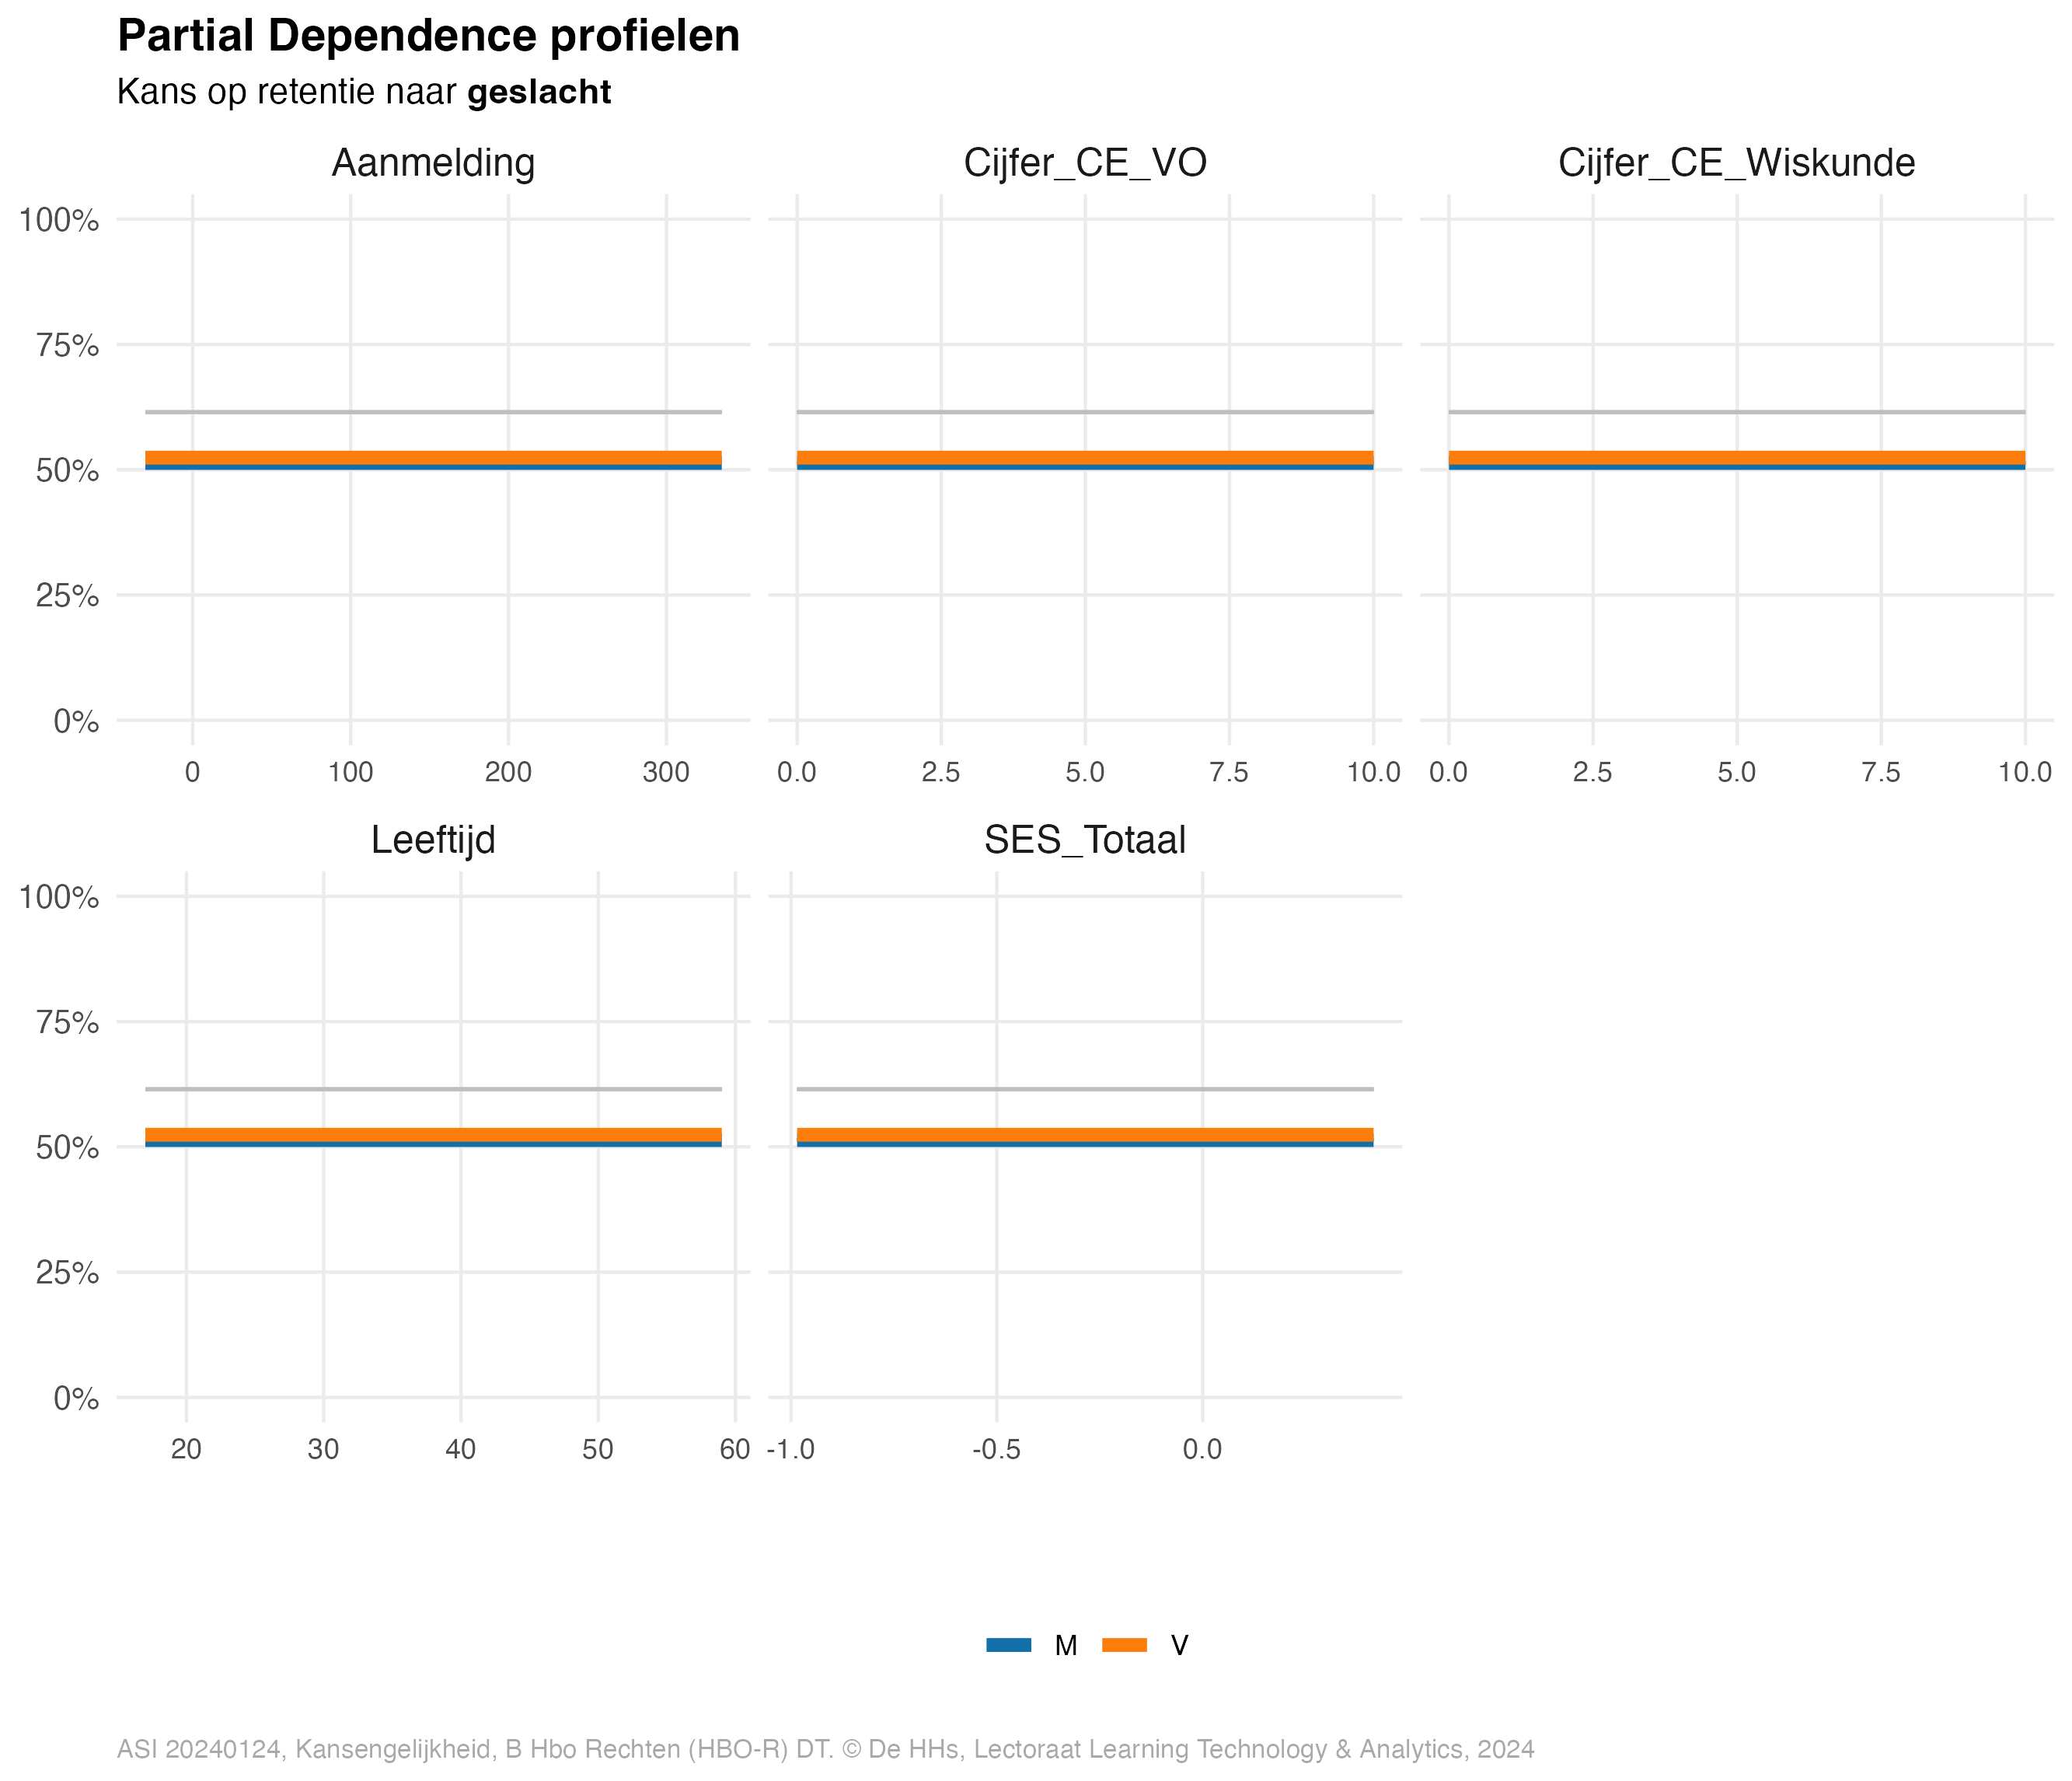 Partial Dependence profielen
Kans op retentie naar geslacht
Aanmelding Cijfer_CE_VO Cijfer_CE_Wiskunde
100%
75%
50%
25%
0%
0 100 200 300 0.0 2.5 5.0 7.5 10.0 0.0 2.5 5.0 7.5 10.0
Leeftijd SES_Totaal
100%
75%
50%
25%
0%
20 30 40 50 60 -1.0 -0.5 0.0
M V
ASI 20240124, Kansengelijkheid, B Hbo Rechten (HBO-R) DT. © De HHs, Lectoraat Learning Technology & Analytics, 2024